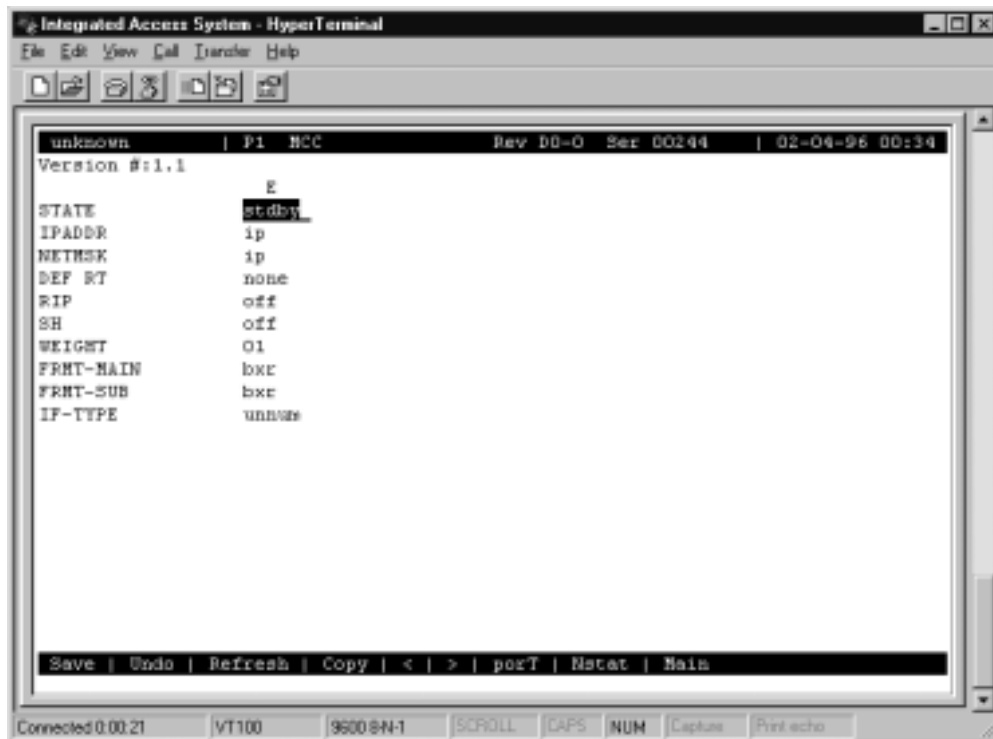 Integrated Access System - HyperTerminal
File Edit View Call Transfer Help
unknown | P1 MCC Rev D0-0 Ser 00244 | 02-04-96 00:34
Version #:1.1
E
STATE stdby_
IPADDR ip
NETMSK ip
DEF RT none
RIP off
SH off
WEIGHT 01
FRMT-MAIN bxr
FRMT-SUB bxr
IF-TYPE unnum
Save | Undo | Refresh | Copy | < | > | porT | Nstat | Main
Connected 0:00:21 VT100 9600 8-N-1 SCROLL CAPS NUM Capture Print echo